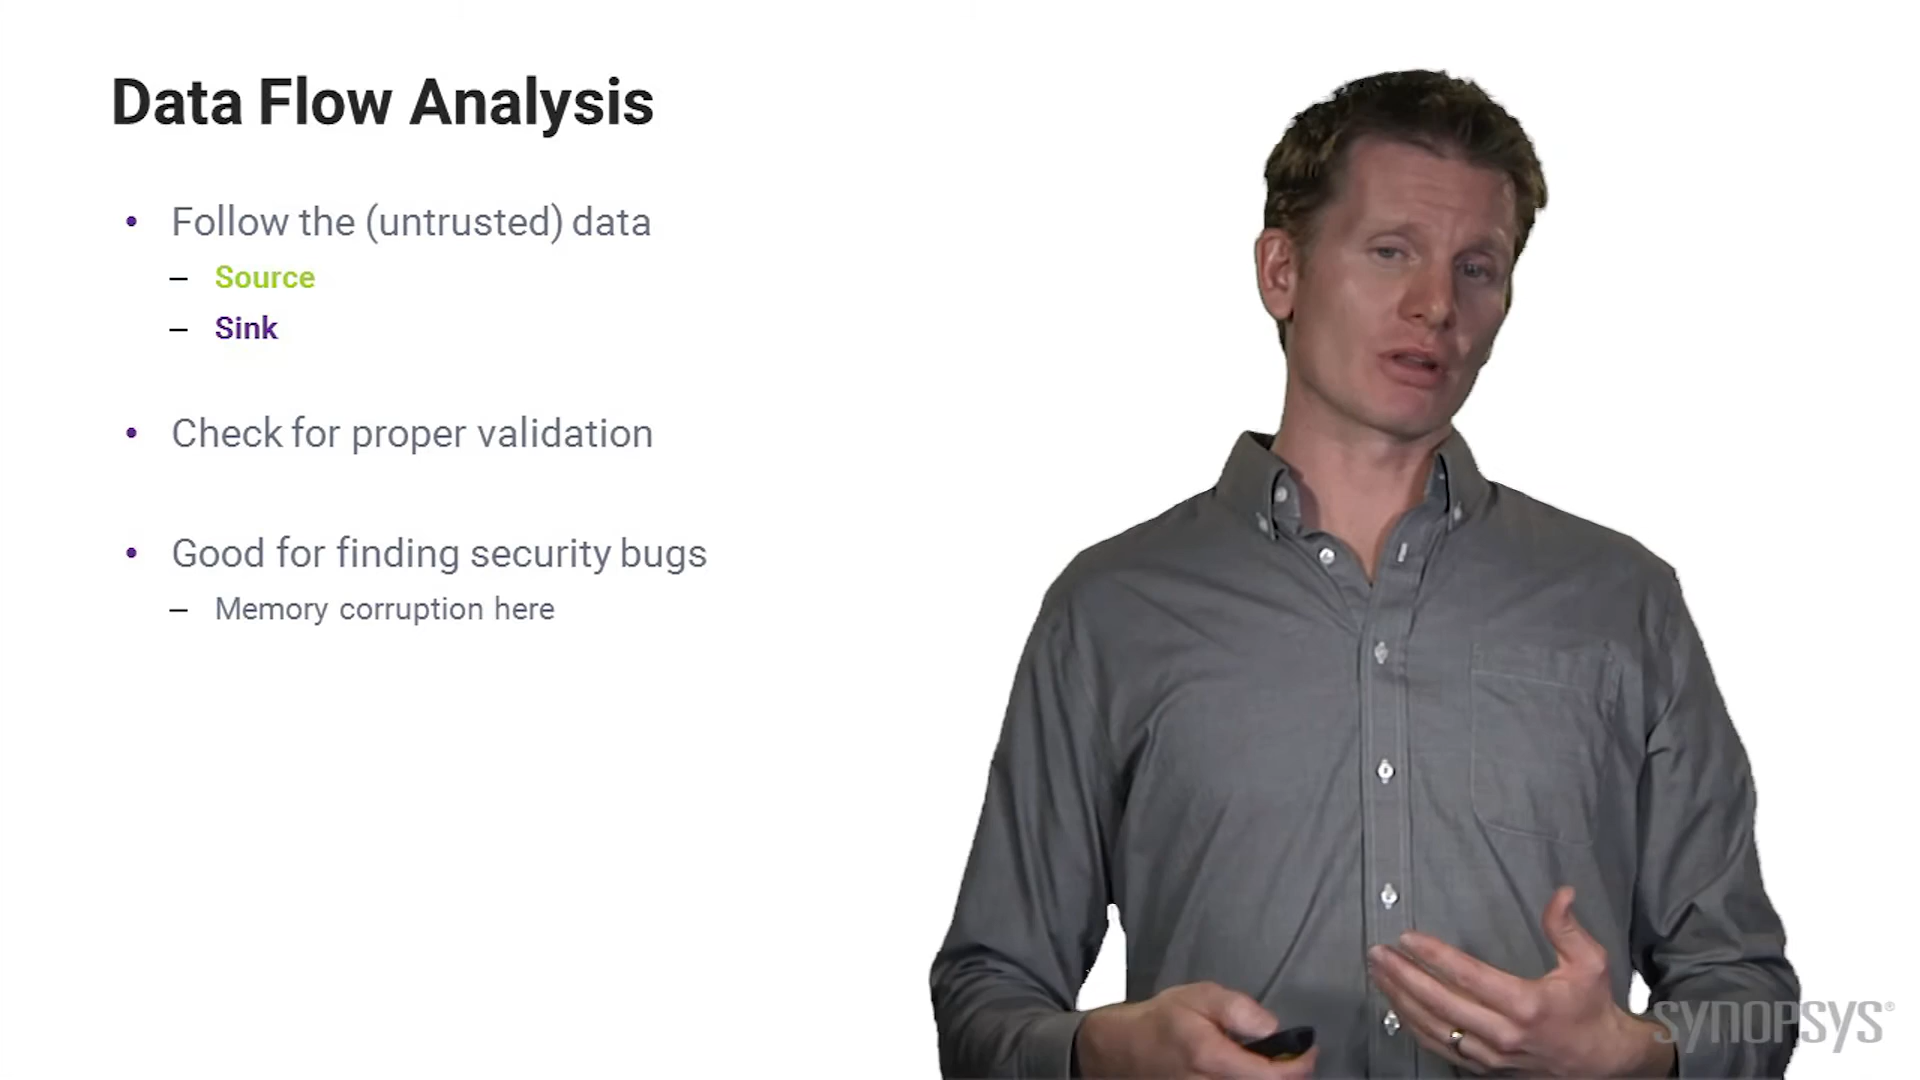 Data Flow Analysis
• Follow the (untrusted) data
– Source
– Sink
• Check for proper validation
• Good for finding security bugs
– Memory corruption here
SYNOPSYS®